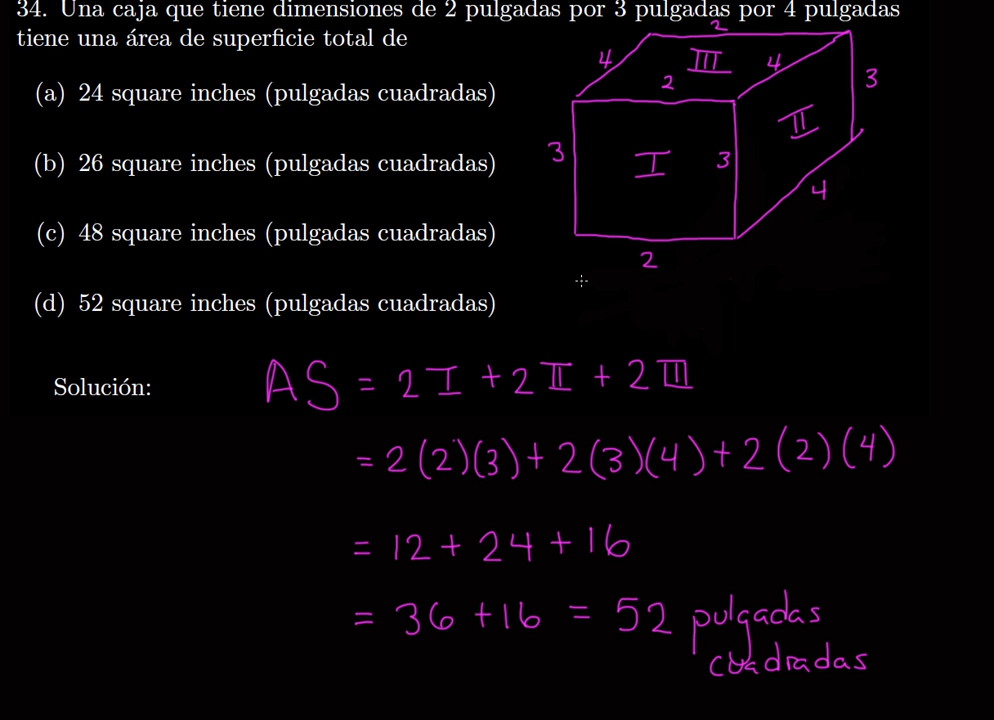 34. Una caja que tiene dimensiones de 2 pulgadas por 3 pulgadas por 4 pulgadas
tiene una área de superficie total de
(a) 24 square inches (pulgadas cuadradas)
(b) 26 square inches (pulgadas cuadradas)
(c) 48 square inches (pulgadas cuadradas)
(d) 52 square inches (pulgadas cuadradas)
2
4 III 4
2 3
II
3 I 3
4
2
Solución: AS = 2 I + 2 II + 2 III
= 2(2)(3) + 2(3)(4) + 2(2)(4)
= 12 + 24 + 16
= 36 + 16 = 52 pulgadas
cuadradas